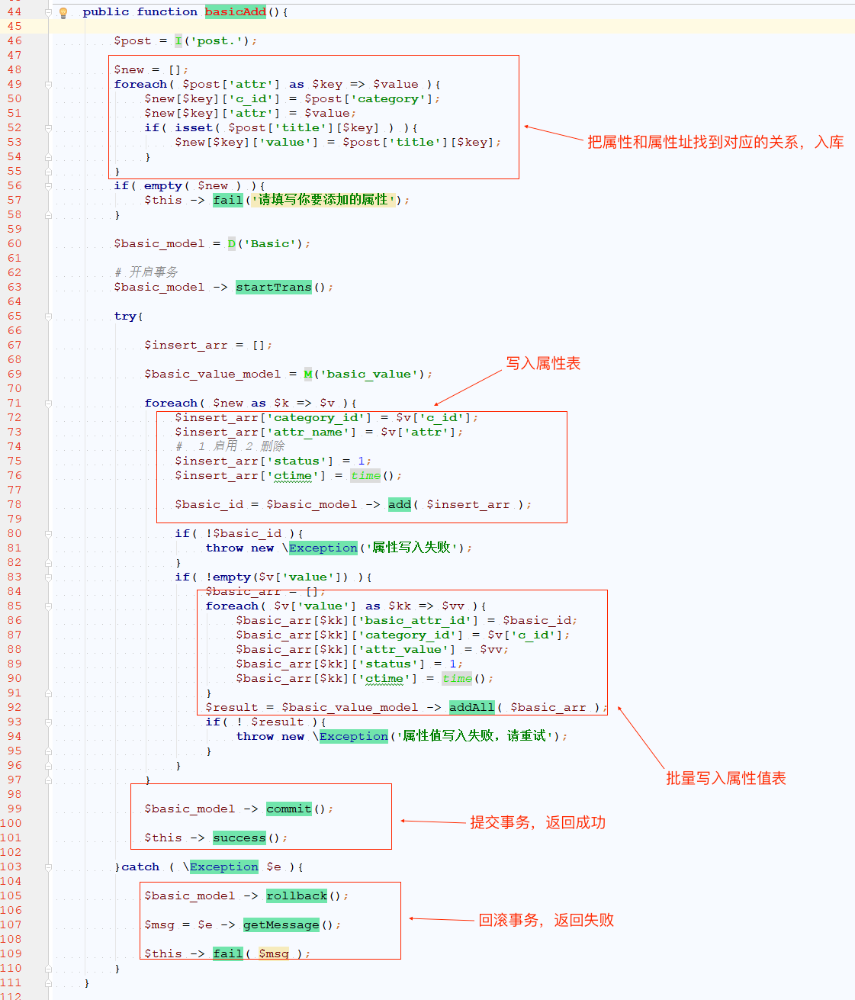 44 public function basicAdd(){
45
46 $post = I('post.');
47
48 $new = [];
49 foreach( $post['attr'] as $key => $value ){
50 $new[$key]['c_id'] = $post['category'];
51 $new[$key]['attr'] = $value;
52 if( isset( $post['title'][$key] ) ){
53 $new[$key]['value'] = $post['title'][$key];
把属性和属性址找到对应的关系，入库
54 }
55 }
56 if( empty( $new ) ){
57 $this -> fail('请填写你要添加的属性');
58 }
59
60 $basic_model = D('Basic');
61
62 # 开启事务
63 $basic_model -> startTrans();
64
65 try{
66
67 $insert_arr = [];
68
写入属性表
69 $basic_value_model = M('basic_value');
70
71 foreach( $new as $k => $v ){
72 $insert_arr['category_id'] = $v['c_id'];
73 $insert_arr['attr_name'] = $v['attr'];
74 # 1 启用 2 删除
75 $insert_arr['status'] = 1;
76 $insert_arr['ctime'] = time();
77
78 $basic_id = $basic_model -> add( $insert_arr );
79
80 if( !$basic_id ){
81 throw new \Exception('属性写入失败');
82 }
83 if( !empty($v['value']) ){
84 $basic_arr = [];
85 foreach( $v['value'] as $kk => $vv ){
86 $basic_arr[$kk]['basic_attr_id'] = $basic_id;
87 $basic_arr[$kk]['category_id'] = $v['c_id'];
88 $basic_arr[$kk]['attr_value'] = $vv;
89 $basic_arr[$kk]['status'] = 1;
90 $basic_arr[$kk]['ctime'] = time();
91 }
92 $result = $basic_value_model -> addAll( $basic_arr );
93 if( ! $result ){
94 throw new \Exception('属性值写入失败，请重试');
95 }
96 }
97 }
批量写入属性值表
98
99 $basic_model -> commit();
100
提交事务，返回成功
101 $this -> success();
102
103 }catch ( \Exception $e ){
104
105 $basic_model -> rollback();
106
107 $msg = $e -> getMessage();
回滚事务，返回失败
108
109 $this -> fail( $msg );
110 }
111 }
112